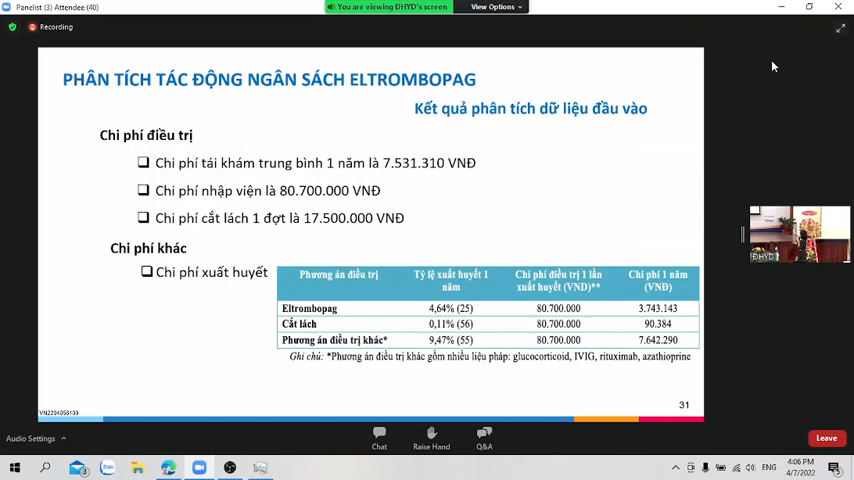 Panelist (3) Attendee (40)
You are viewing ĐHYD's screen
View Options
Recording
PHÂN TÍCH TÁC ĐỘNG NGÂN SÁCH ELTROMBOPAG
Kết quả phân tích dữ liệu đầu vào
Chi phí điều trị
Chi phí tái khám trung bình 1 năm là 7.531.310 VNĐ
Chi phí nhập viện là 80.700.000 VNĐ
Chi phí cắt lách 1 đợt là 17.500.000 VNĐ
Chi phí khác
Chi phí xuất huyết
Phương án điều trị Tỷ lệ xuất huyết 1 năm Chi phí điều trị 1 lần xuất huyết (VND)** Chi phí 1 năm (VNĐ)
Eltrombopag 4,64% (25) 80.700.000 3.743.143
Cắt lách 0,11% (56) 80.700.000 90.384
Phương án điều trị khác* 9,47% (55) 80.700.000 7.642.290
Ghi chú: *Phương án điều trị khác gồm nhiều liệu pháp: glucocorticoid, IVIG, rituximab, azathioprine
31
VN2204056199
ĐHYD
Audio Settings
Chat
Raise Hand
Q&A
Leave
Zalo
ENG
4:06 PM
4/7/2022